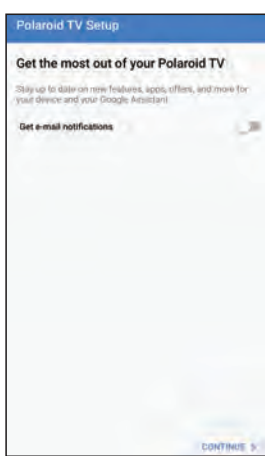 Polaroid TV Setup
Get the most out of your Polaroid TV
Stay up to date on new features, apps, offers, and more for
your device and your Google Assistant
Get e-mail notifications
CONTINUE >